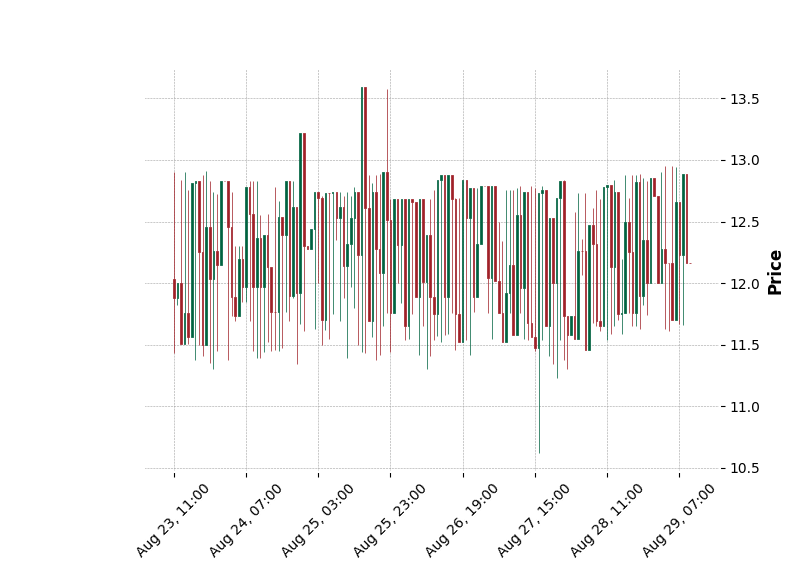 13.5
13.0
12.5
12.0
11.5
11.0
10.5
Price
Aug 23, 11:00
Aug 24, 07:00
Aug 25, 03:00
Aug 25, 23:00
Aug 26, 19:00
Aug 27, 15:00
Aug 28, 11:00
Aug 29, 07:00